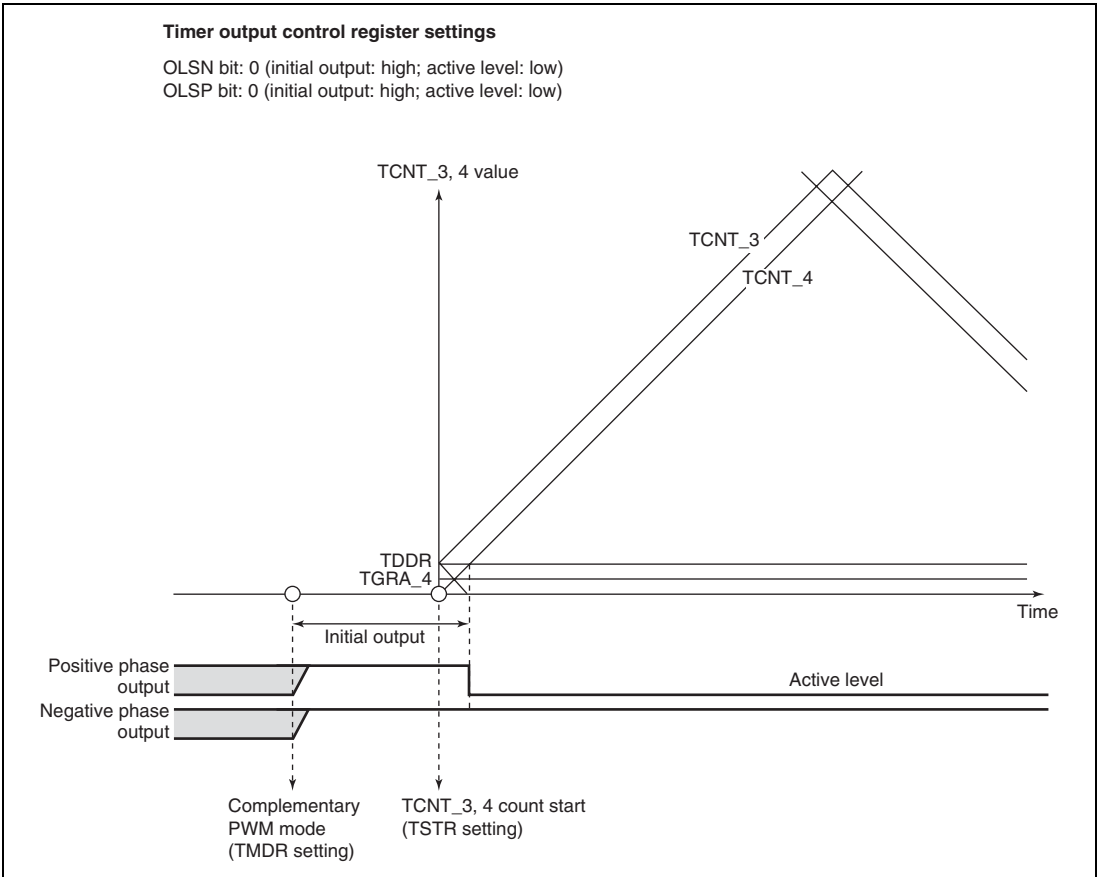 Timer output control register settings
OLSN bit: 0 (initial output: high; active level: low)
OLSP bit: 0 (initial output: high; active level: low)
TCNT_3, 4 value
TCNT_3
TCNT_4
TDDR
TGRA_4
Time
Initial output
Positive phase
output
Active level
Negative phase
output
Complementary
PWM mode
(TMDR setting)
TCNT_3, 4 count start
(TSTR setting)